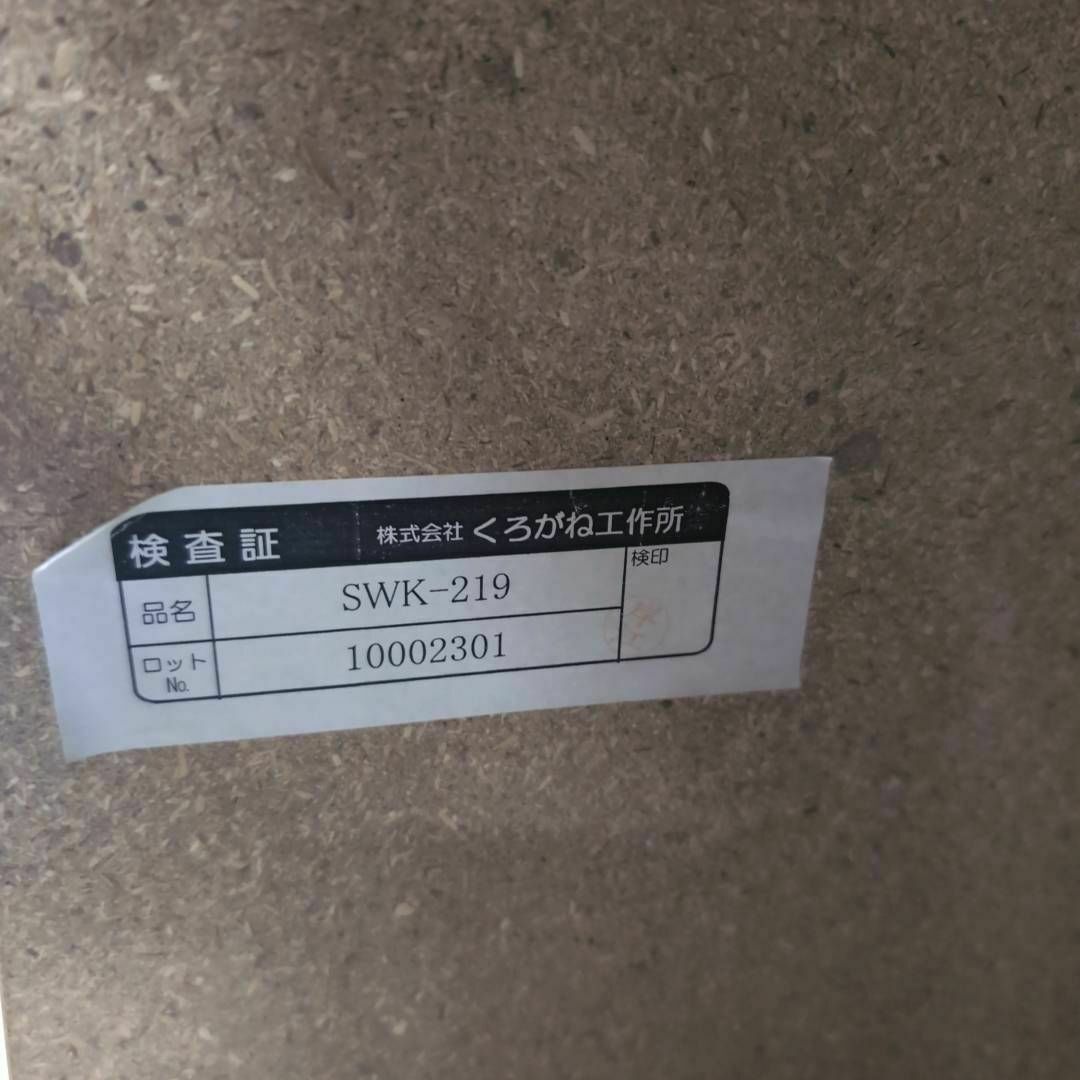 検査証 株式会社 くろがね工作所
品名 SWK-219 検印
ロット No. 10002301